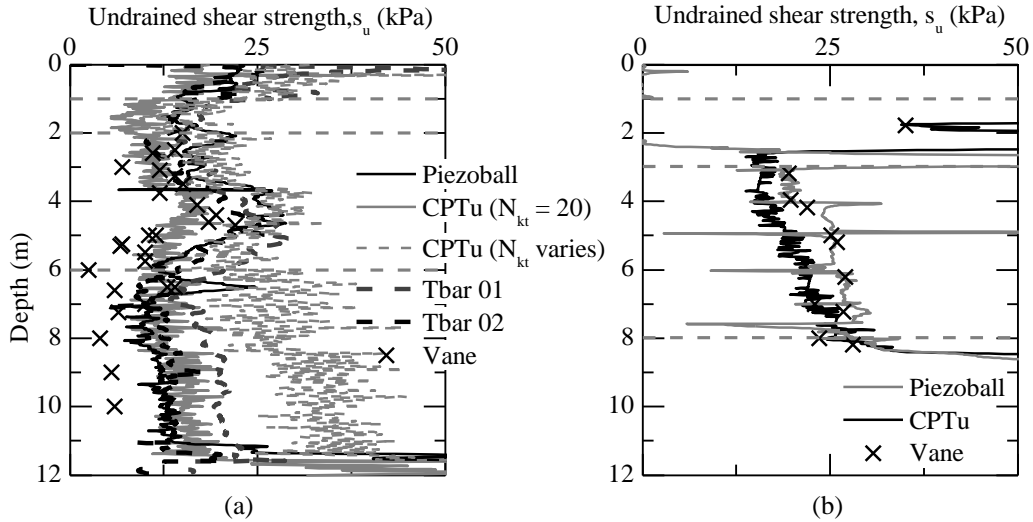 Undrained shear strength,s_u (kPa)
0 25 50
0
2
4
6
8
10
12
Depth (m)
Piezoball
CPTu (N_kt = 20)
CPTu (N_kt varies)
Tbar 01
Tbar 02
Vane
(a)
Undrained shear strength, s_u (kPa)
0 25 50
0
2
4
6
8
10
12
Piezoball
CPTu
Vane
(b)